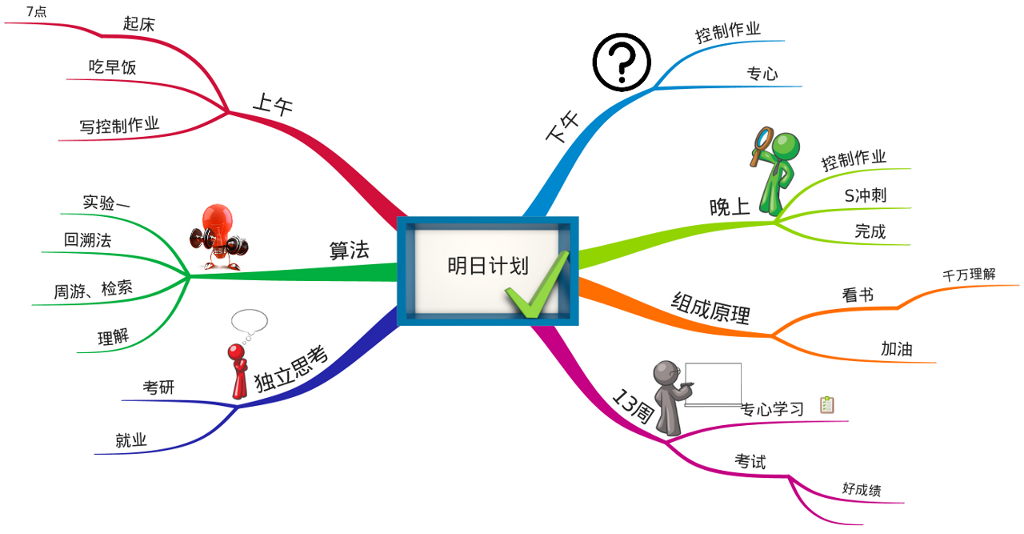 明日计划
下午
控制作业
专心
晚上
控制作业
S冲刺
完成
组成原理
看书
千万理解
加油
13周
专心学习
考试
好成绩
独立思考
考研
就业
算法
实验一
回溯法
周游、检索
理解
上午
起床
7点
吃早饭
写控制作业